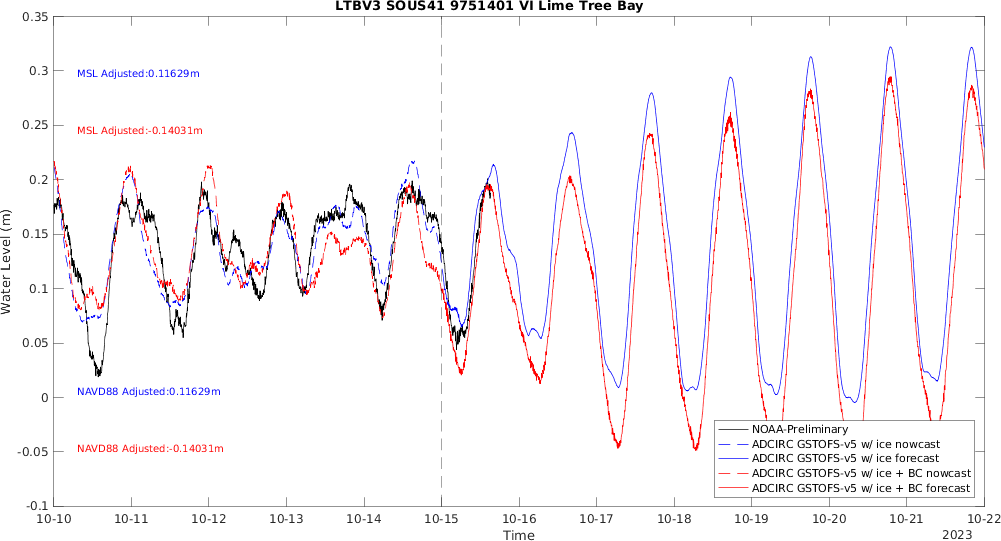 LTBV3 SOUS41 9751401 VI Lime Tree Bay
0.35
0.3
0.25
0.2
0.15
0.1
0.05
0
-0.05
-0.1
Water Level (m)
MSL Adjusted:0.11629m
MSL Adjusted:-0.14031m
NAVD88 Adjusted:0.11629m
NAVD88 Adjusted:-0.14031m
NOAA-Preliminary
ADCIRC GSTOFS-v5 w/ ice nowcast
ADCIRC GSTOFS-v5 w/ ice forecast
ADCIRC GSTOFS-v5 w/ ice + BC nowcast
ADCIRC GSTOFS-v5 w/ ice + BC forecast
10-10 10-11 10-12 10-13 10-14 10-15 10-16 10-17 10-18 10-19 10-20 10-21 10-22
2023
Time